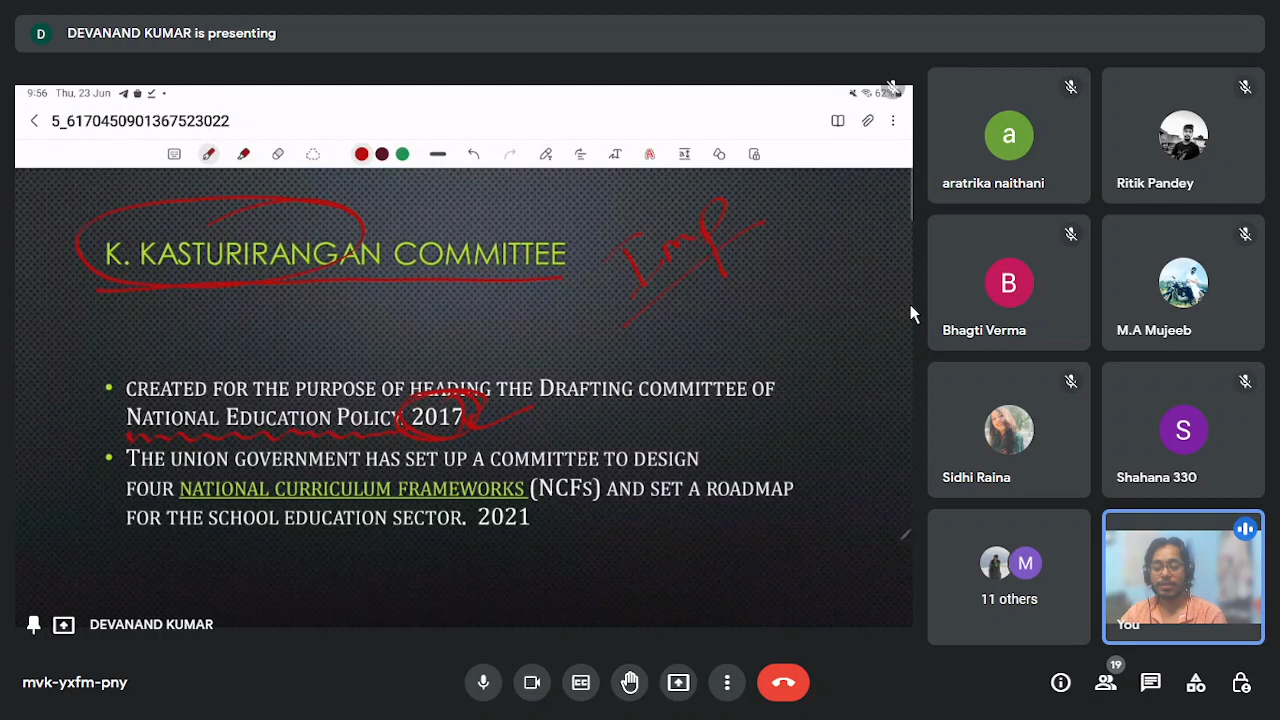 D DEVANAND KUMAR is presenting
9:56 Thu, 23 Jun
62%
5_6170450901367523022
K. KASTURIRANGAN COMMITTEE
Imp
• CREATED FOR THE PURPOSE OF HEADING THE DRAFTING COMMITTEE OF
NATIONAL EDUCATION POLICY. 2017
• THE UNION GOVERNMENT HAS SET UP A COMMITTEE TO DESIGN
FOUR NATIONAL CURRICULUM FRAMEWORKS (NCFS) AND SET A ROADMAP
FOR THE SCHOOL EDUCATION SECTOR. 2021
DEVANAND KUMAR
a
aratrika naithani
Ritik Pandey
B
Bhagti Verma
M.A Mujeeb
Sidhi Raina
S
Shahana 330
M
11 others
You
mvk-yxfm-pny
CC
19